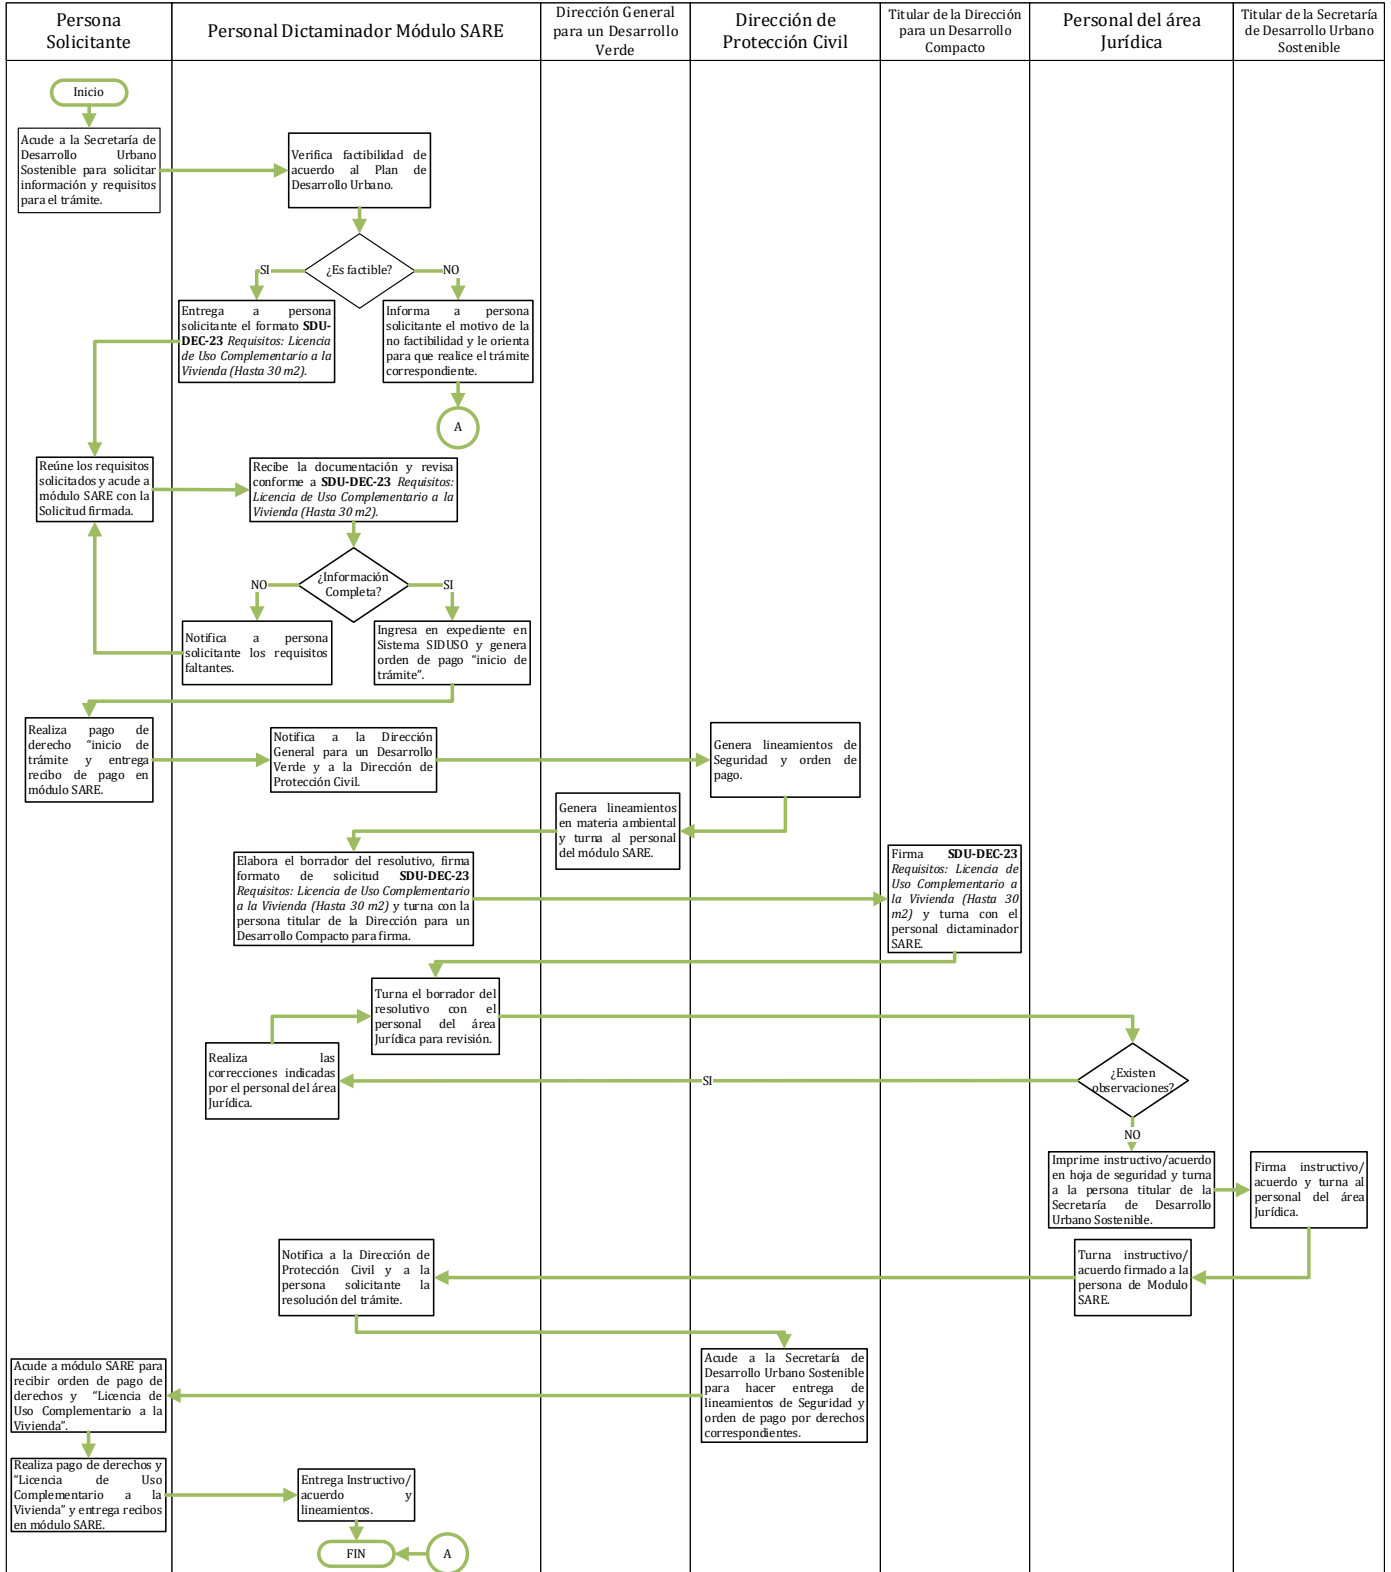 Persona
Solicitante
Personal Dictaminador Módulo SARE
Dirección General
para un Desarrollo
Verde
Dirección de
Protección Civil
Titular de la Dirección
para un Desarrollo
Compacto
Personal del área
Jurídica
Titular de la Secretaría
de Desarrollo Urbano
Sostenible
Inicio
Acude a la Secretaría de
Desarrollo Urbano
Sostenible para solicitar
información y requisitos
para el trámite.
Verifica factibilidad de
acuerdo al Plan de
Desarrollo Urbano.
¿Es factible?
SI
NO
Entrega a persona
solicitante el formato SDU-
DEC-23 Requisitos: Licencia
de Uso Complementario a la
Vivienda (Hasta 30 m2).
Informa a persona
solicitante el motivo de la
no factibilidad y le orienta
para que realice el trámite
correspondiente.
A
Reúne los requisitos
solicitados y acude a
módulo SARE con la
Solicitud firmada.
Recibe la documentación y revisa
conforme a SDU-DEC-23 Requisitos:
Licencia de Uso Complementario a la
Vivienda (Hasta 30 m2).
¿Información
Completa?
NO
SI
Notifica a persona
solicitante los requisitos
faltantes.
Ingresa en expediente en
Sistema SIDUSO y genera
orden de pago “inicio de
trámite”.
Realiza pago de
derecho “inicio de
trámite y entrega
recibo de pago en
módulo SARE.
Notifica a la Dirección
General para un Desarrollo
Verde y a la Dirección de
Protección Civil.
Genera lineamientos de
Seguridad y orden de
pago.
Genera lineamientos
en materia ambiental
y turna al personal
del módulo SARE.
Elabora el borrador del resolutivo, firma
formato de solicitud SDU-DEC-23
Requisitos: Licencia de Uso Complementario
a la Vivienda (Hasta 30 m2) y turna con la
persona titular de la Dirección para un
Desarrollo Compacto para firma.
Firma SDU-DEC-23
Requisitos: Licencia de
Uso Complementario a
la Vivienda (Hasta 30
m2) y turna con el
personal dictaminador
SARE.
Turna el borrador del
resolutivo con el
personal del área
Jurídica para revisión.
Realiza las
correcciones indicadas
por el personal del área
Jurídica.
¿Existen
observaciones?
SI
NO
Imprime instructivo/acuerdo
en hoja de seguridad y turna
a la persona titular de la
Secretaría de Desarrollo
Urbano Sostenible.
Firma instructivo/
acuerdo y turna al
personal del área
Jurídica.
Turna instructivo/
acuerdo firmado a la
persona de Modulo
SARE.
Notifica a la Dirección de
Protección Civil y a la
persona solicitante la
resolución del trámite.
Acude a la Secretaría de
Desarrollo Urbano Sostenible
para hacer entrega de
lineamientos de Seguridad y
orden de pago por derechos
correspondientes.
Acude a módulo SARE para
recibir orden de pago de
derechos y “Licencia de
Uso Complementario a la
Vivienda”.
Realiza pago de derechos y
“Licencia de Uso
Complementario a la
Vivienda” y entrega recibos
en módulo SARE.
Entrega Instructivo/
acuerdo y
lineamientos.
FIN
A